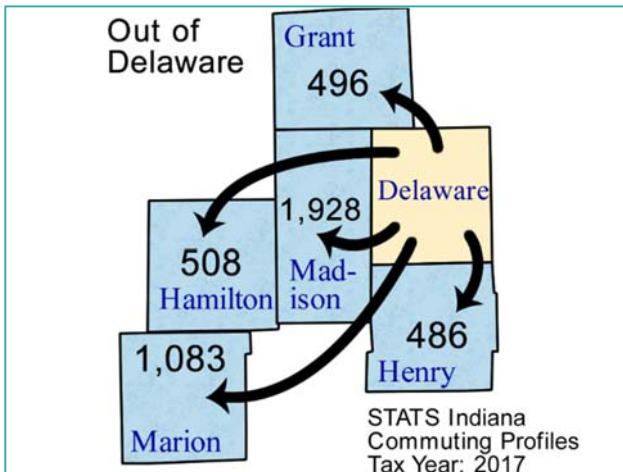 Out of
Delaware
Grant
496
Delaware
1,928
Mad-
ison
508
Hamilton
1,083
Marion
486
Henry
STATS Indiana
Commuting Profiles
Tax Year: 2017